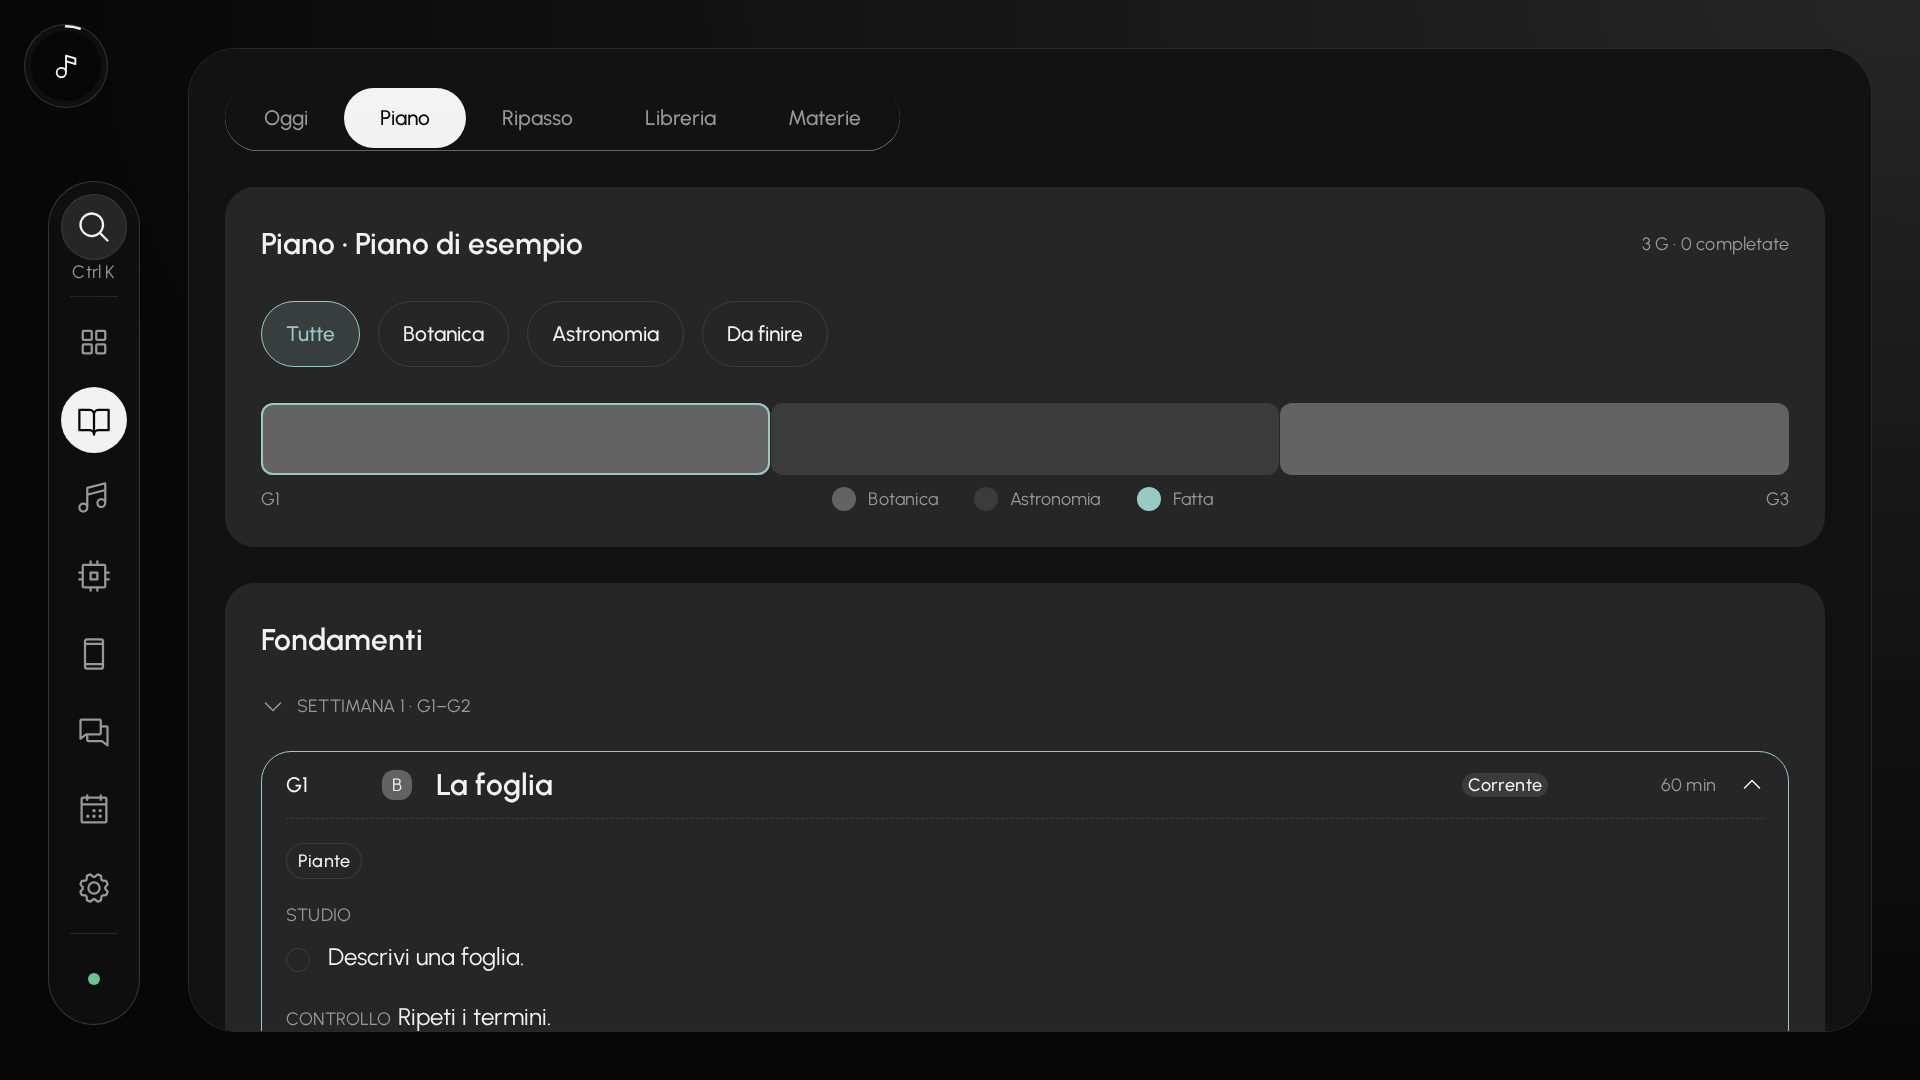 Oggi Piano Ripasso Libreria Materie
Ctrl K
Piano · Piano di esempio
3 G · 0 completate
Tutte Botanica Astronomia Da finire
G1 Botanica Astronomia Fatta G3
Fondamenti
SETTIMANA 1 · G1–G2
G1 B La foglia Corrente 60 min
Piante
STUDIO
Descrivi una foglia.
CONTROLLO Ripeti i termini.